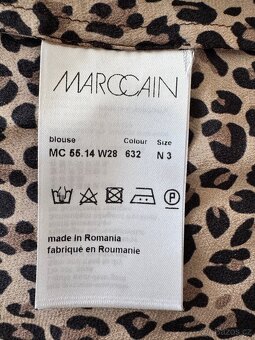 MARCCAIN
blouse Colour Size
MC 55.14 W28 632 N 3
P
made in Romania
fabriqué en Roumanie